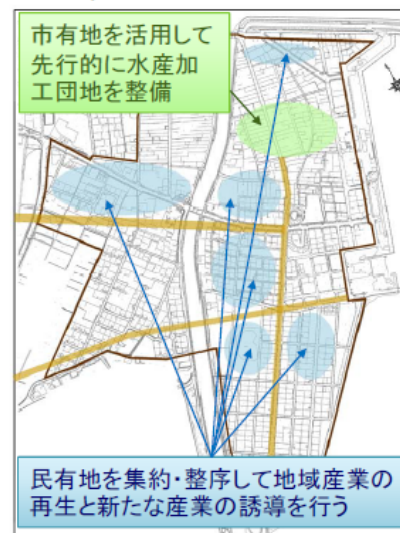 市有地を活用して
先行的に水産加
工団地を整備
民有地を集約・整序して地域産業の
再生と新たな産業の誘導を行う